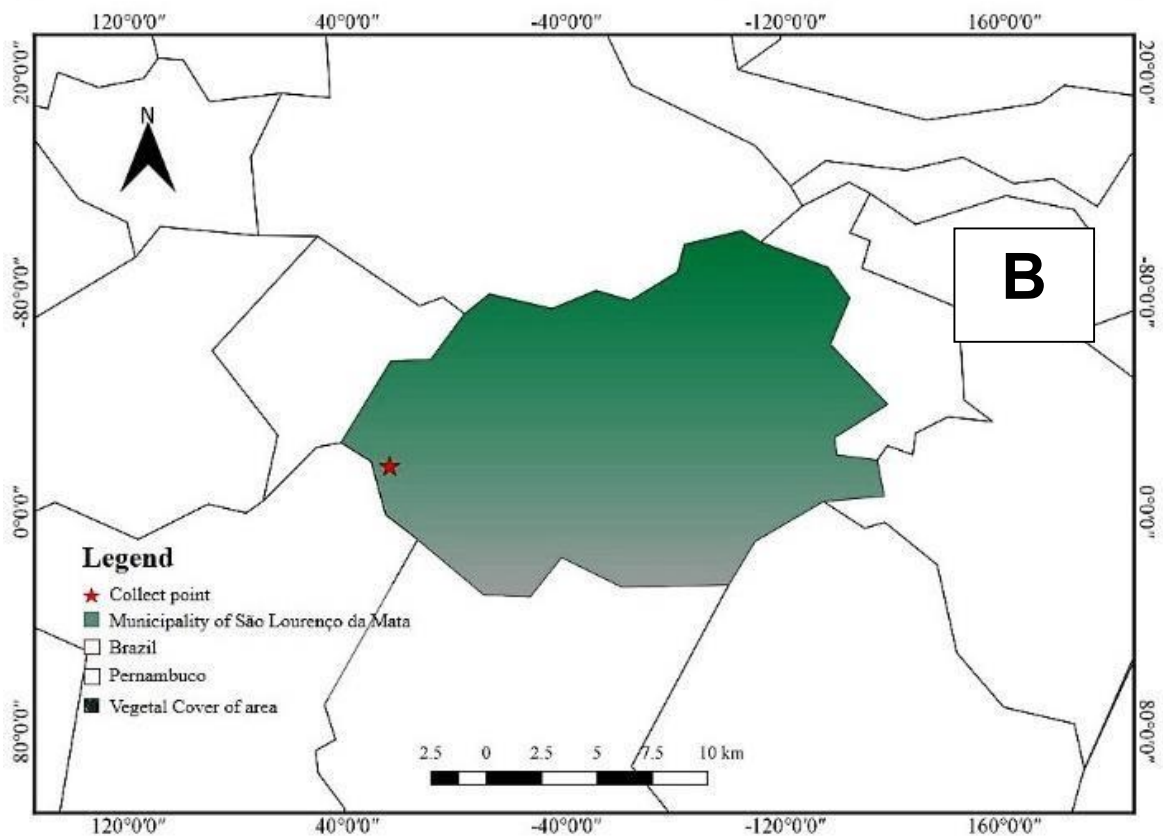 120°0'0" 40°0'0" -40°0'0" -120°0'0" 160°0'0"
20°0'0" 20°0'0"
N
-80°0'0" -80°0'0"
B
0°0'0" 0°0'0"
Legend
Collect point
Municipality of São Lourenço da Mata
Brazil
Pernambuco
Vegetal Cover of area
80°0'0" 80°0'0"
2.5 0 2.5 5 7.5 10 km
120°0'0" 40°0'0" -40°0'0" -120°0'0" 160°0'0"